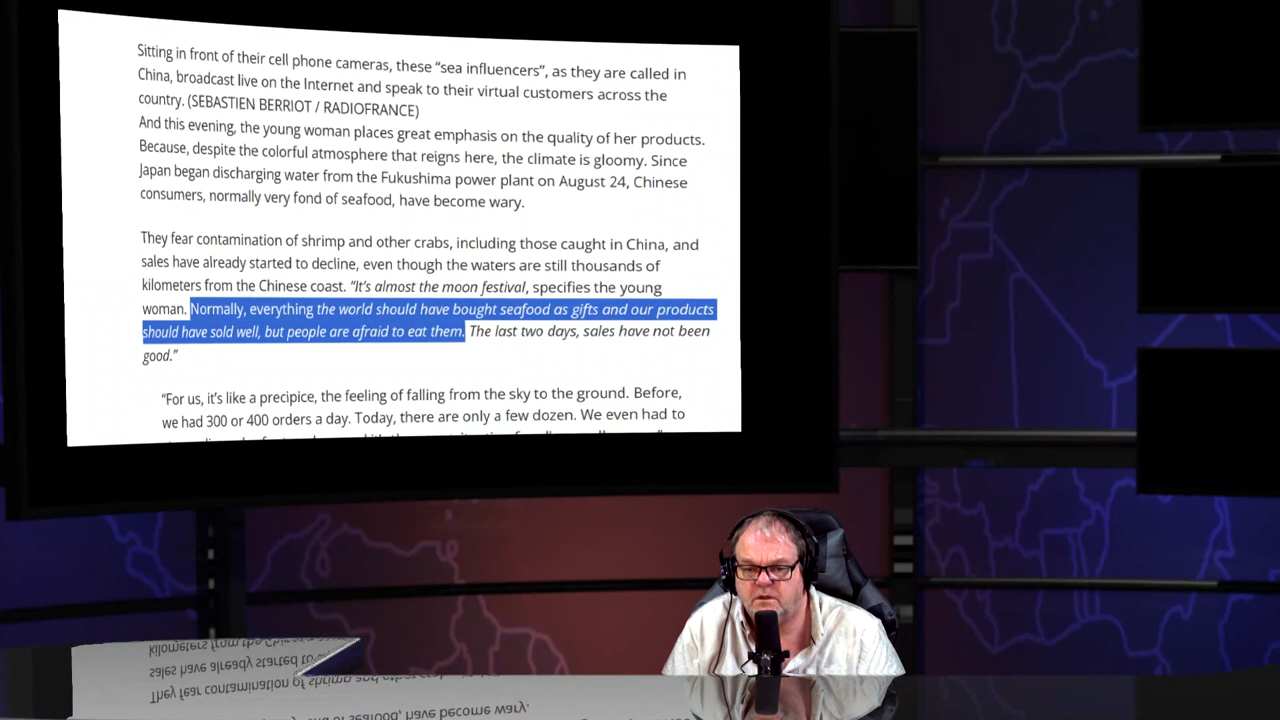 Sitting in front of their cell phone cameras, these “sea influencers”, as they are called in
China, broadcast live on the Internet and speak to their virtual customers across the
country. (SEBASTIEN BERRIOT / RADIOFRANCE)
And this evening, the young woman places great emphasis on the quality of her products.
Because, despite the colorful atmosphere that reigns here, the climate is gloomy. Since
Japan began discharging water from the Fukushima power plant on August 24, Chinese
consumers, normally very fond of seafood, have become wary.
They fear contamination of shrimp and other crabs, including those caught in China, and
sales have already started to decline, even though the waters are still thousands of
kilometers from the Chinese coast. “It’s almost the moon festival, specifies the young
woman. Normally, everything the world should have bought seafood as gifts and our products
should have sold well, but people are afraid to eat them. The last two days, sales have not been
good.”
“For us, it’s like a precipice, the feeling of falling from the sky to the ground. Before,
we had 300 or 400 orders a day. Today, there are only a few dozen. We even had to